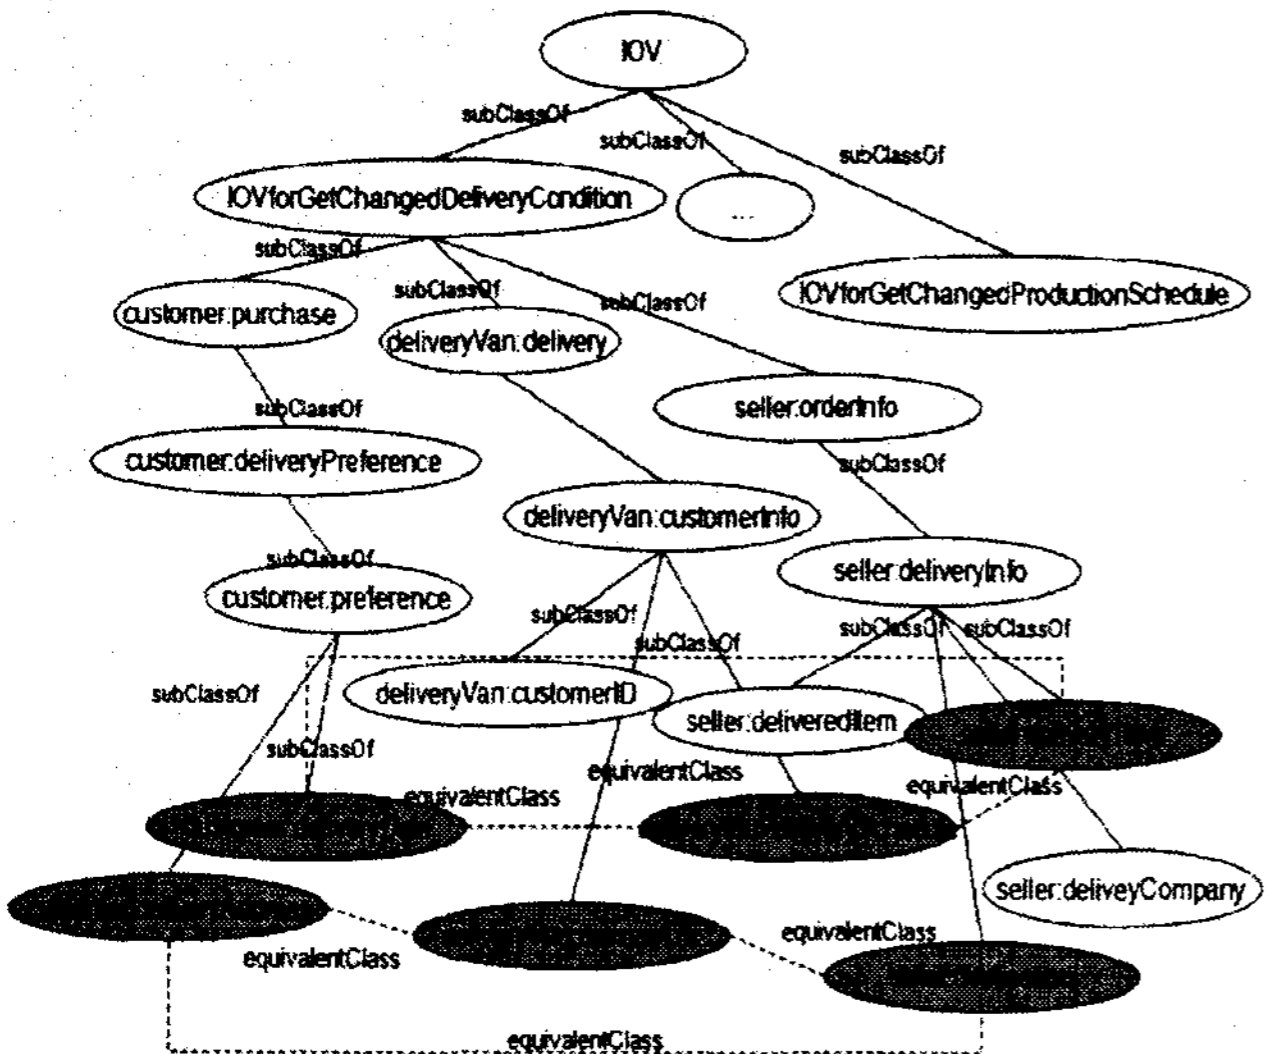 IOV
subClassOf
subClassOf
subClassOf
IOVforGetChangedDeliveryCondition
...
subClassOf
subClassOf
subClassOf
IOVforGetChangedProductionSchedule
customer:purchase
deliveryVan:delivery
subClassOf
seller:orderInfo
customer:deliveryPreference
subClassOf
deliveryVan:customerInfo
subClassOf
seller:deliveryInfo
customer:preference
subClassOf
subClassOf
subClassOf
subClassOf
subClassOf
deliveryVan:customerID
seller:deliveredItem
subClassOf
equivalentClass
equivalentClass
equivalentClass
seller:deliveyCompany
equivalentClass
equivalentClass
equivalentClass